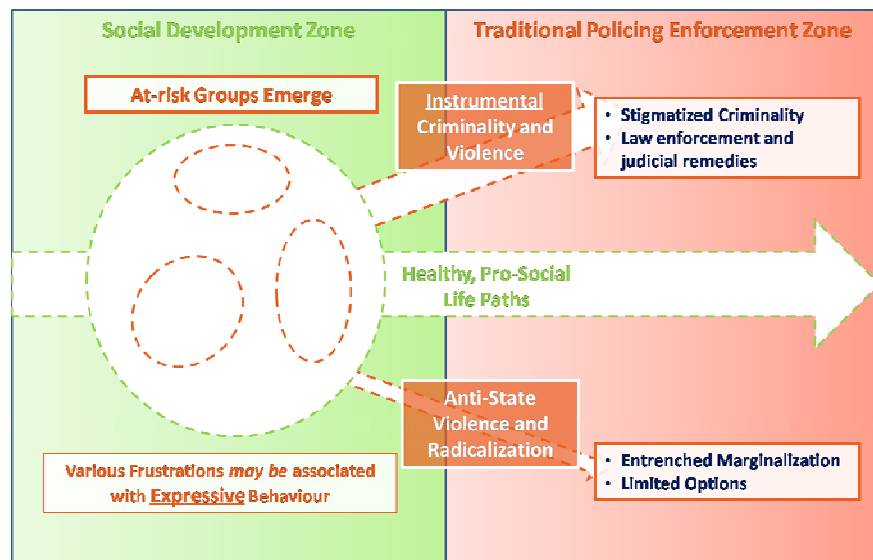 Social Development Zone
Traditional Policing Enforcement Zone
At-risk Groups Emerge
Instrumental
Criminality and
Violence
• Stigmatized Criminality
• Law enforcement and
judicial remedies
Healthy, Pro-Social
Life Paths
Anti-State
Violence and
Radicalization
Various Frustrations may be associated
with Expressive Behaviour
• Entrenched Marginalization
• Limited Options